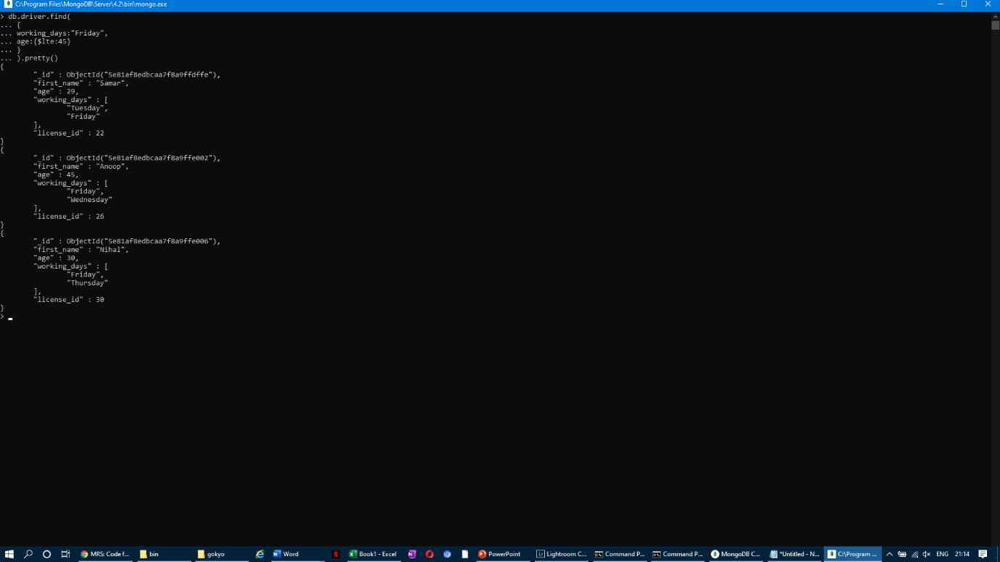 C:\Program Files\MongoDB\Server\4.2\bin\mongo.exe
> db.driver.find(
... {
... working_days:"Friday",
... age:{$lte:45}
... }
... ).pretty()
{
"_id" : ObjectId("5e81af8edbcaa7f8a9ffdffe"),
"first_name" : "Samar",
"age" : 29,
"working_days" : [
"Tuesday",
"Friday"
],
"license_id" : 22
}
{
"_id" : ObjectId("5e81af8edbcaa7f8a9ffe002"),
"first_name" : "Anoop",
"age" : 45,
"working_days" : [
"Friday",
"Wednesday"
],
"license_id" : 26
}
{
"_id" : ObjectId("5e81af8edbcaa7f8a9ffe006"),
"first_name" : "Nihal",
"age" : 30,
"working_days" : [
"Friday",
"Thursday"
],
"license_id" : 30
}
>
MRS: Code f... bin gokyo Word Book1 - Excel PowerPoint Lightroom C... Command P... Command P... MongoDB C... *Untitled - N... C:\Program ... ENG 21:14